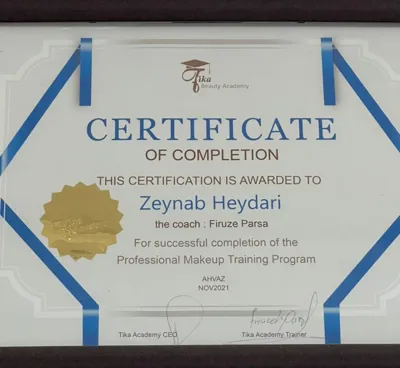 Tika
Beauty Academy
CERTIFICATE
OF COMPLETION
THIS CERTIFICATION IS AWARDED TO
Zeynab Heydari
the coach : Firuze Parsa
For successful completion of the
Professional Makeup Training Program
AHVAZ
NOV2021
Tika Academy CEO
Tika Academy Trainer